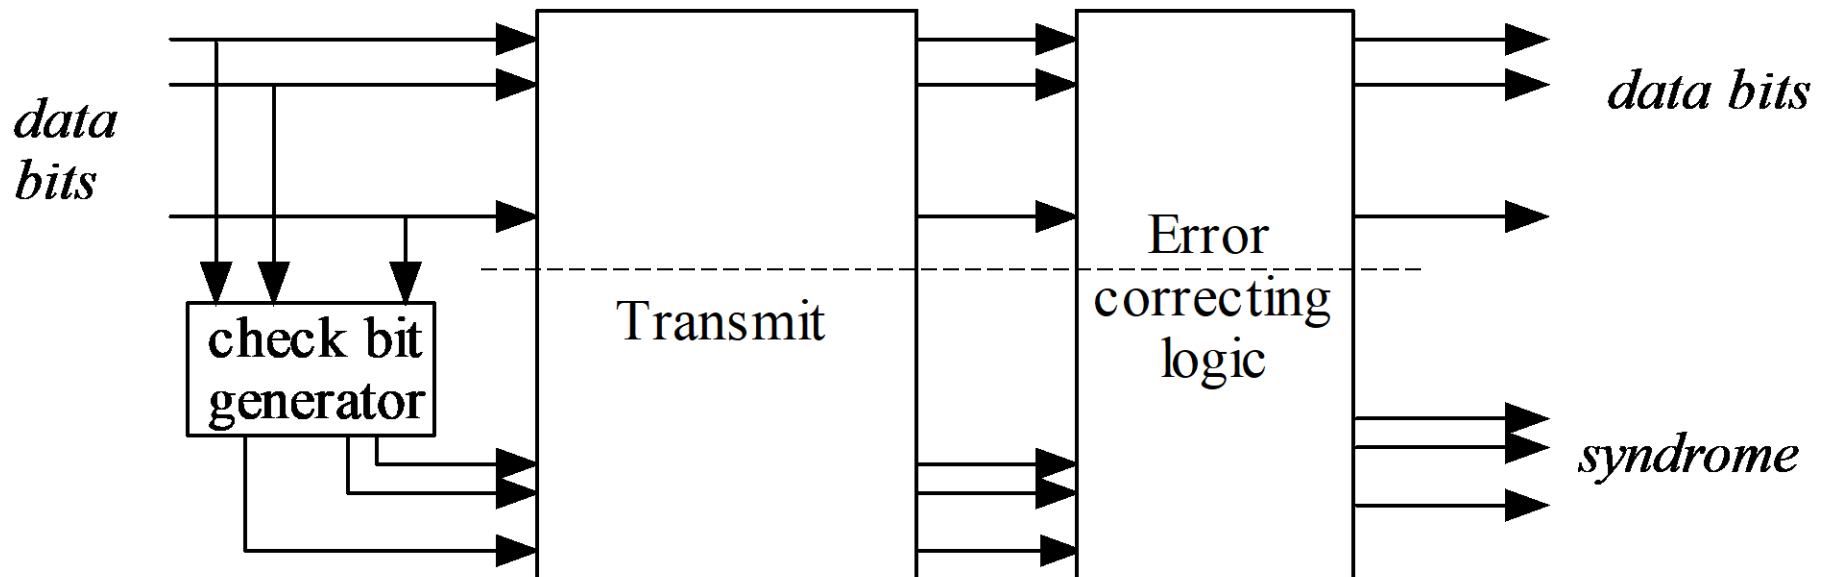 data
bits
check bit
generator
Transmit
Error
correcting
logic
data bits
syndrome